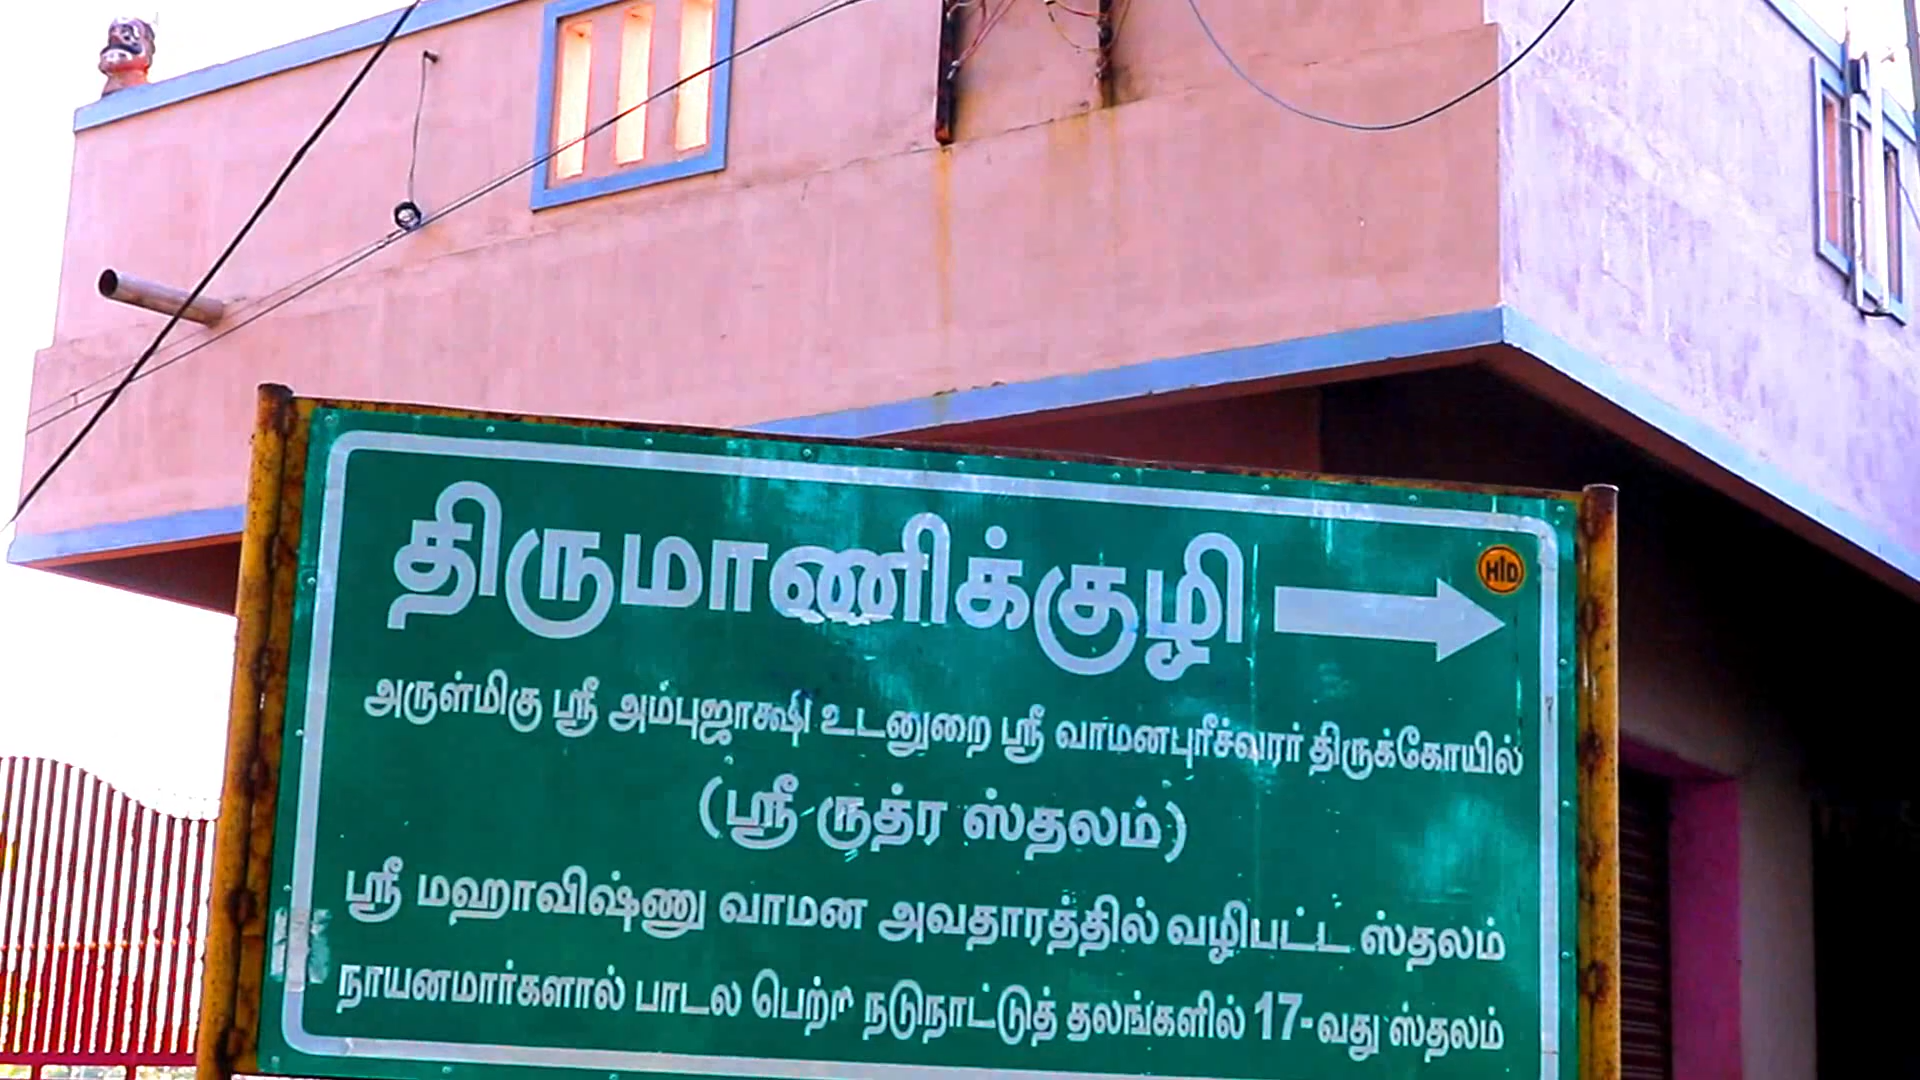 திருமாணிக்குழி
HID
அருள்மிகு ஸ்ரீ அம்புஜாக்ஷி உடனுறை ஸ்ரீ வாமனபுரீச்வரர் திருக்கோயில்
(ஸ்ரீ ருத்ர ஸ்தலம்)
ஸ்ரீ மஹாவிஷ்ணு வாமன அவதாரத்தில் வழிபட்ட ஸ்தலம்
நாயனமார்களால் பாடல பெற்ற நடுநாட்டுத் தலங்களில் 17-வது ஸ்தலம்